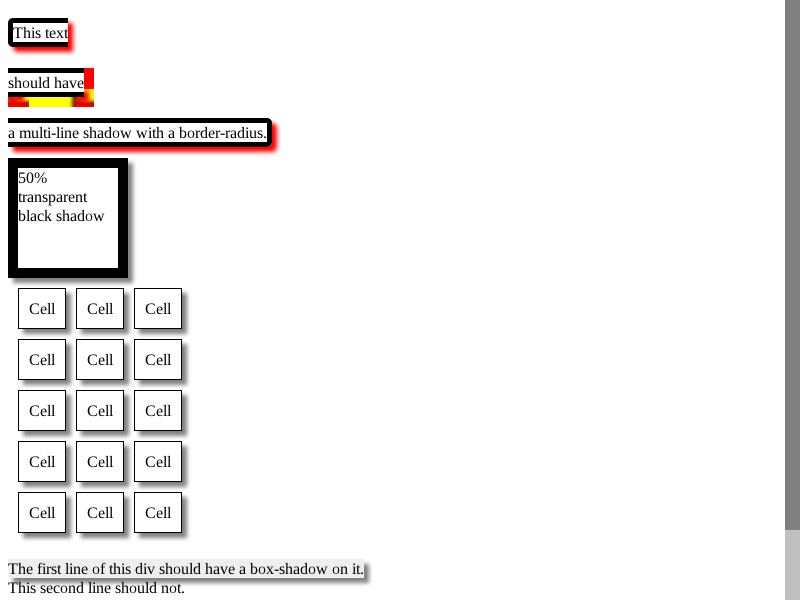 This text
should have
a multi-line shadow with a border-radius.
50%
transparent
black shadow
Cell Cell Cell
Cell Cell Cell
Cell Cell Cell
Cell Cell Cell
Cell Cell Cell
The first line of this div should have a box-shadow on it.
This second line should not.